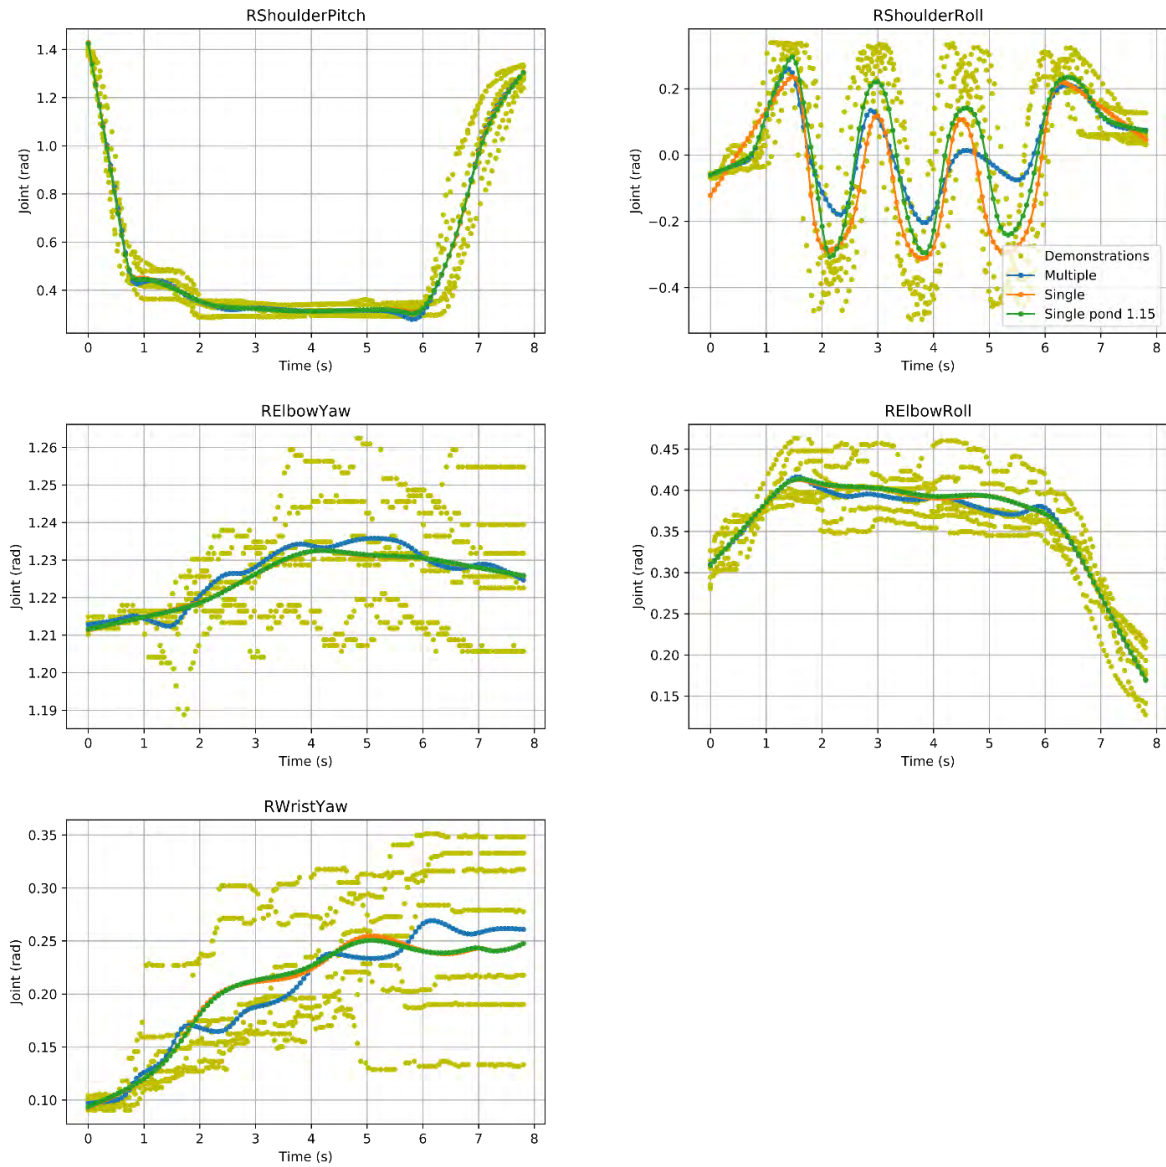 RShoulderPitch
1.4
1.2
1.0
0.8
0.6
0.4
Joint (rad)
0 1 2 3 4 5 6 7 8
Time (s)
RShoulderRoll
0.2
0.0
−0.2
−0.4
Joint (rad)
Demonstrations
Multiple
Single
Single pond 1.15
0 1 2 3 4 5 6 7 8
Time (s)
RElbowYaw
1.26
1.25
1.24
1.23
1.22
1.21
1.20
1.19
Joint (rad)
0 1 2 3 4 5 6 7 8
Time (s)
RElbowRoll
0.45
0.40
0.35
0.30
0.25
0.20
0.15
Joint (rad)
0 1 2 3 4 5 6 7 8
Time (s)
RWristYaw
0.35
0.30
0.25
0.20
0.15
0.10
Joint (rad)
0 1 2 3 4 5 6 7 8
Time (s)